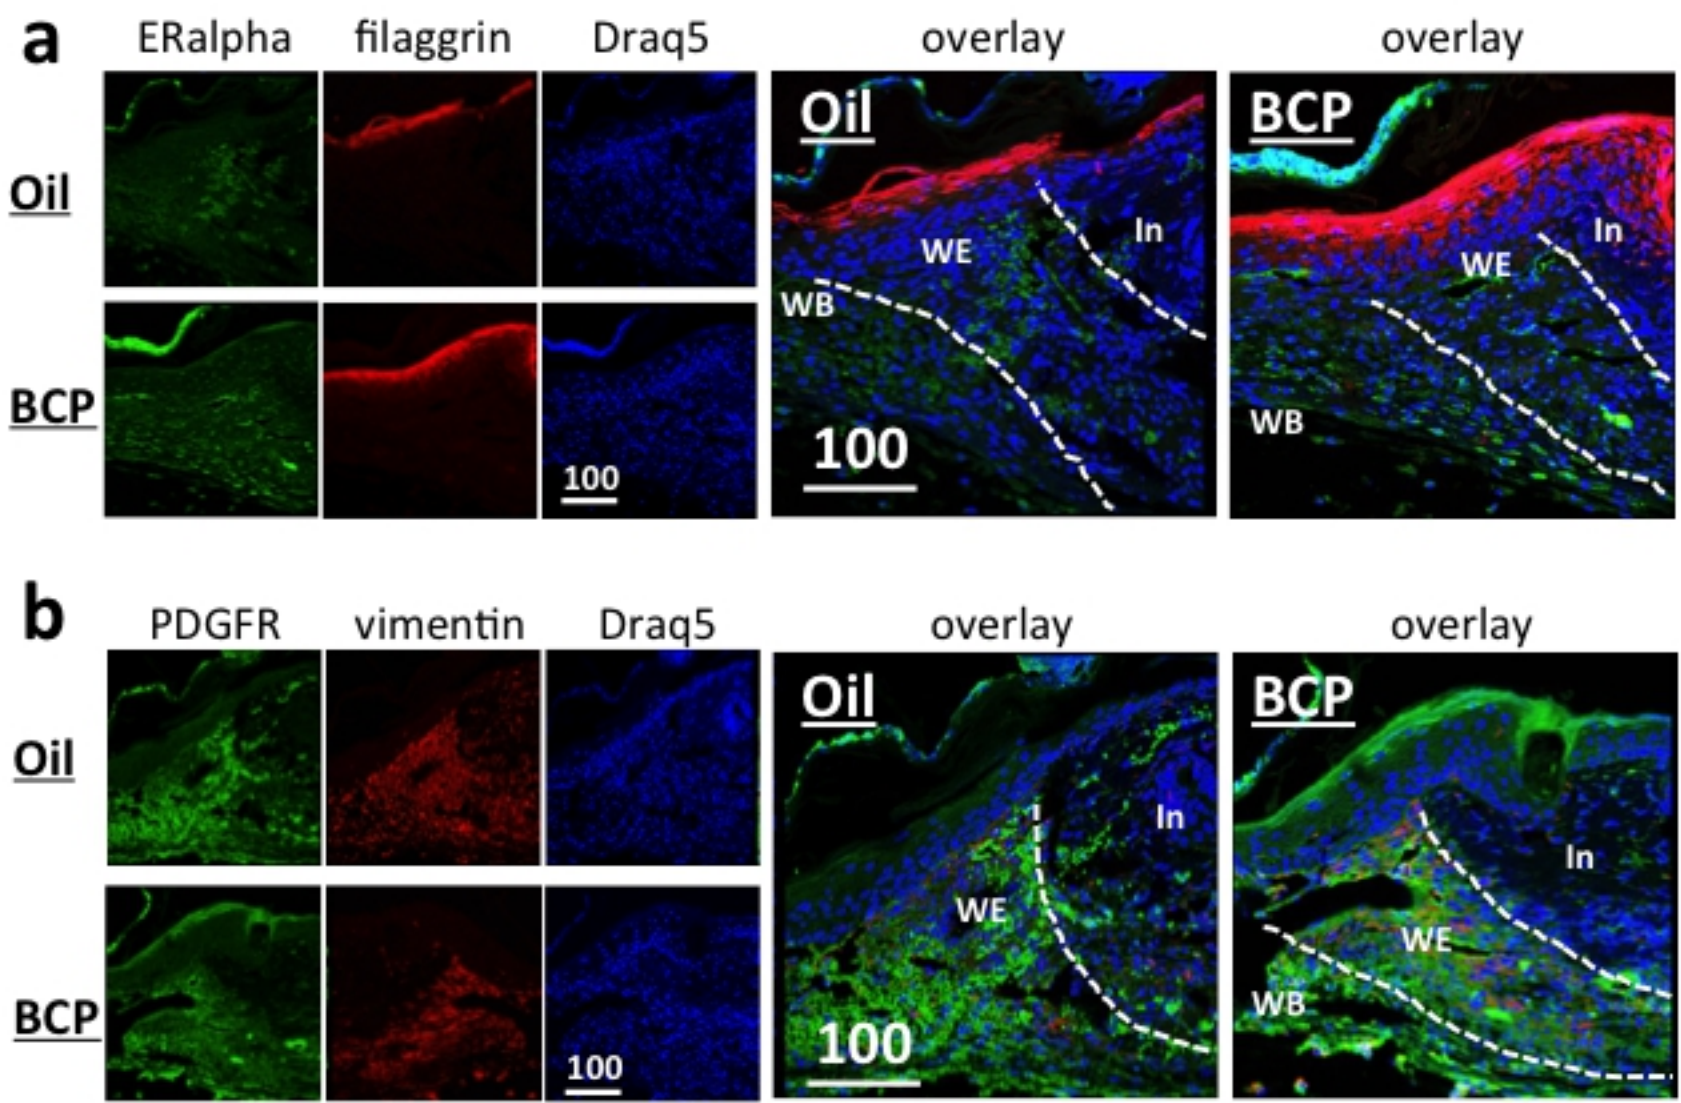 a
ERalpha filaggrin Draq5 overlay overlay
Oil
BCP
100
Oil
WE
In
WB
100
BCP
WE
In
WB
b
PDGFR vimentin Draq5 overlay overlay
Oil
BCP
100
Oil
In
WE
100
BCP
In
WE
WB